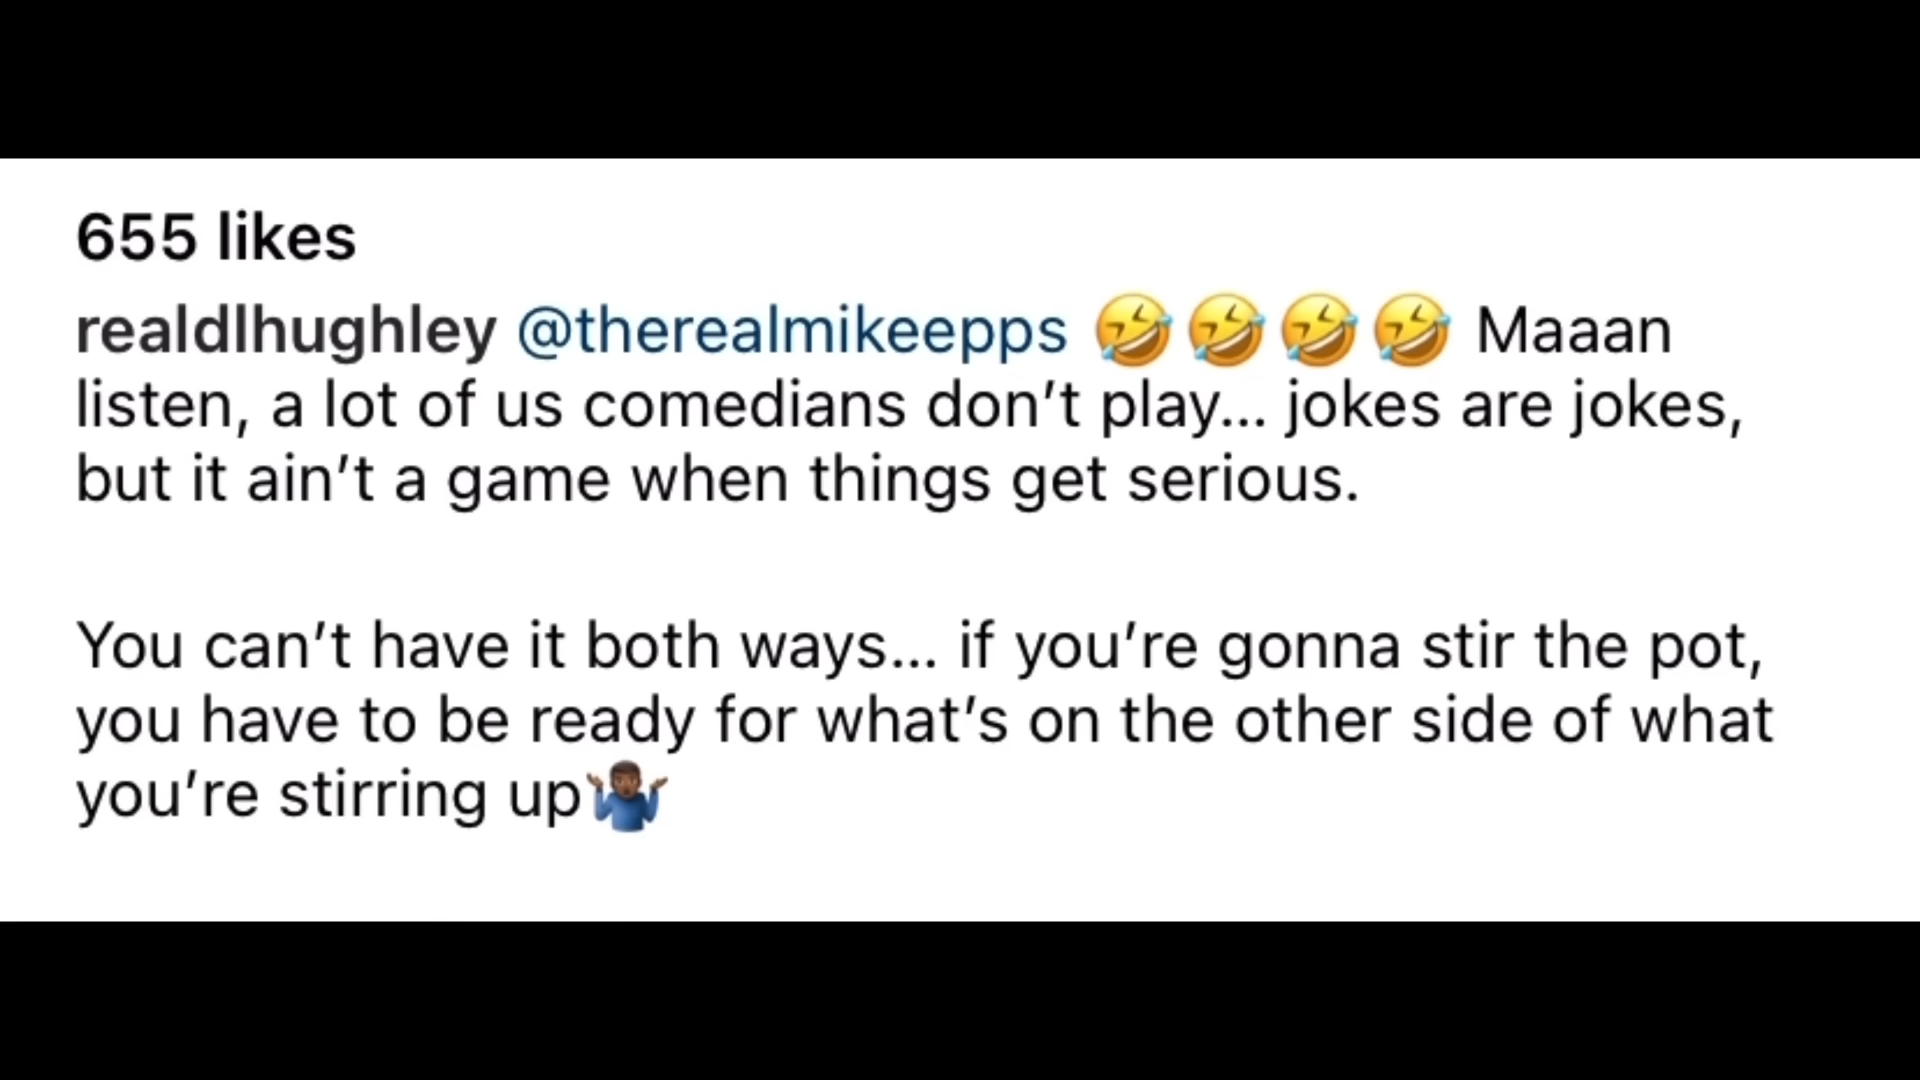 655 likes
realdlhughley @therealmikeepps 🤣🤣🤣🤣 Maaan
listen, a lot of us comedians don’t play... jokes are jokes,
but it ain’t a game when things get serious.
You can’t have it both ways... if you’re gonna stir the pot,
you have to be ready for what’s on the other side of what
you’re stirring up🤷🏾‍♂️